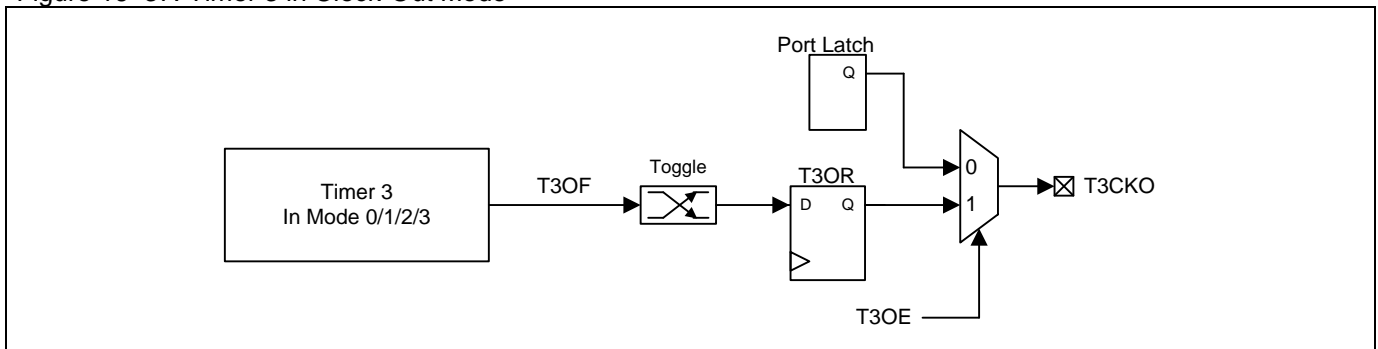 Port Latch
Q
Timer 3
In Mode 0/1/2/3
T3OF
Toggle
T3OR
D Q
0
1
T3CKO
T3OE